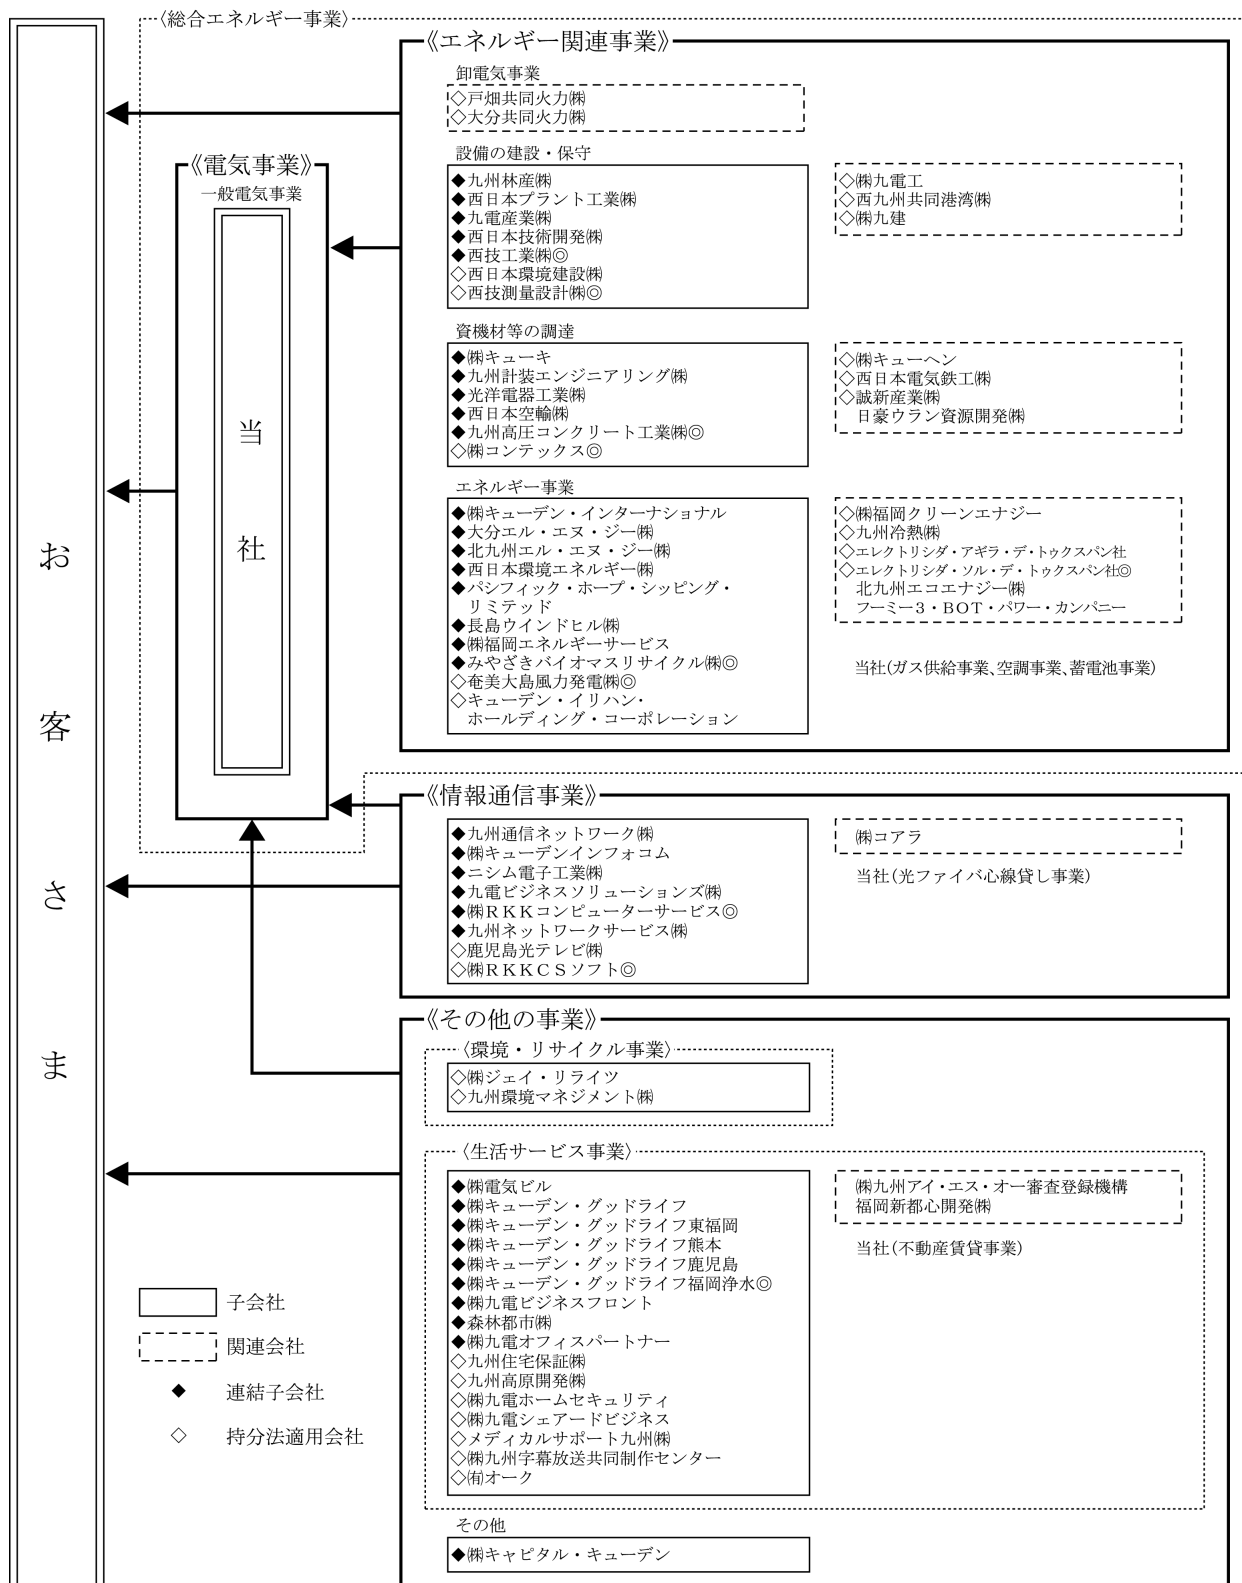 〈総合エネルギー事業〉
《エネルギー関連事業》
卸電気事業
◇戸畑共同火力㈱
◇大分共同火力㈱
設備の建設・保守
◆九州林産㈱
◆西日本プラント工業㈱
◆九電産業㈱
◆西日本技術開発㈱
◆西技工業㈱◎
◇西日本環境建設㈱
◇西技測量設計㈱◎
◇㈱九電工
◇西九州共同港湾㈱
◇㈱九建
資機材等の調達
◆㈱キューキ
◆九州計装エンジニアリング㈱
◆光洋電器工業㈱
◆西日本空輸㈱
◆九州高圧コンクリート工業㈱◎
◇㈱コンテックス◎
◇㈱キューヘン
◇西日本電気鉄工㈱
◇誠新産業㈱
日豪ウラン資源開発㈱
エネルギー事業
◆㈱キューデン・インターナショナル
◆大分エル・エヌ・ジー㈱
◆北九州エル・エヌ・ジー㈱
◆西日本環境エネルギー㈱
◆パシフィック・ホープ・シッピング・
リミテッド
◆長島ウインドヒル㈱
◆㈱福岡エネルギーサービス
◆みやざきバイオマスリサイクル㈱◎
◇奄美大島風力発電㈱◎
◇キューデン・イリハン・
ホールディング・コーポレーション
◇㈱福岡クリーンエナジー
◇九州冷熱㈱
◇エレクトリシダ・アギラ・デ・トゥクスパン社
◇エレクトリシダ・ソル・デ・トゥクスパン社◎
北九州エコエナジー㈱
フーミー3・BOT・パワー・カンパニー
当社(ガス供給事業、空調事業、蓄電池事業)
《電気事業》
一般電気事業
当社
お客さま
《情報通信事業》
◆九州通信ネットワーク㈱
◆㈱キューデンインフォコム
◆ニシム電子工業㈱
◆九電ビジネスソリューションズ㈱
◆㈱RKKコンピューターサービス◎
◆九州ネットワークサービス㈱
◇鹿児島光テレビ㈱
◇㈱RKKCSソフト◎
㈱コアラ
当社(光ファイバ心線貸し事業)
《その他の事業》
〈環境・リサイクル事業〉
◇㈱ジェイ・リライツ
◇九州環境マネジメント㈱
〈生活サービス事業〉
◆㈱電気ビル
◆㈱キューデン・グッドライフ
◆㈱キューデン・グッドライフ東福岡
◆㈱キューデン・グッドライフ熊本
◆㈱キューデン・グッドライフ鹿児島
◆㈱キューデン・グッドライフ福岡浄水◎
◆㈱九電ビジネスフロント
◆森林都市㈱
◆㈱九電オフィスパートナー
◇九州住宅保証㈱
◇九州高原開発㈱
◇㈱九電ホームセキュリティ
◇㈱九電シェアードビジネス
◇メディカルサポート九州㈱
◇㈱九州字幕放送共同制作センター
◇㈲オーク
㈱九州アイ・エス・オー審査登録機構
福岡新都心開発㈱
当社(不動産賃貸事業)
その他
◆㈱キャピタル・キューデン
子会社
関連会社
◆ 連結子会社
◇ 持分法適用会社